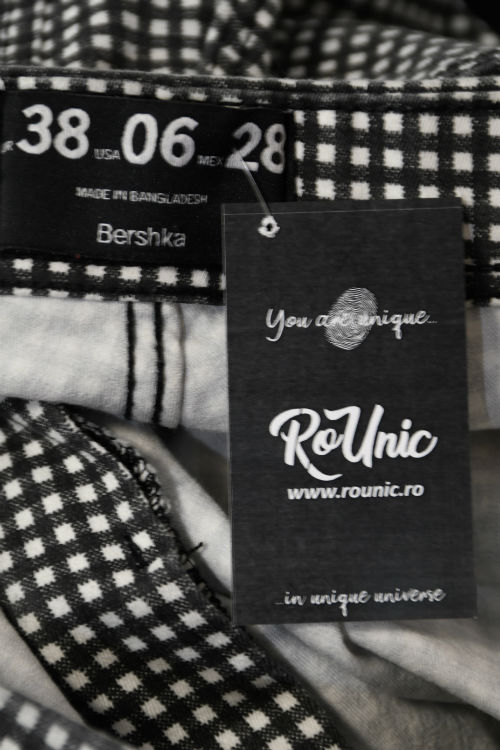 38 USA 06 MEX 28
MADE IN BANGLADESH
Bershka
You are unique...
RoUnic
www.rounic.ro
...in unique universe